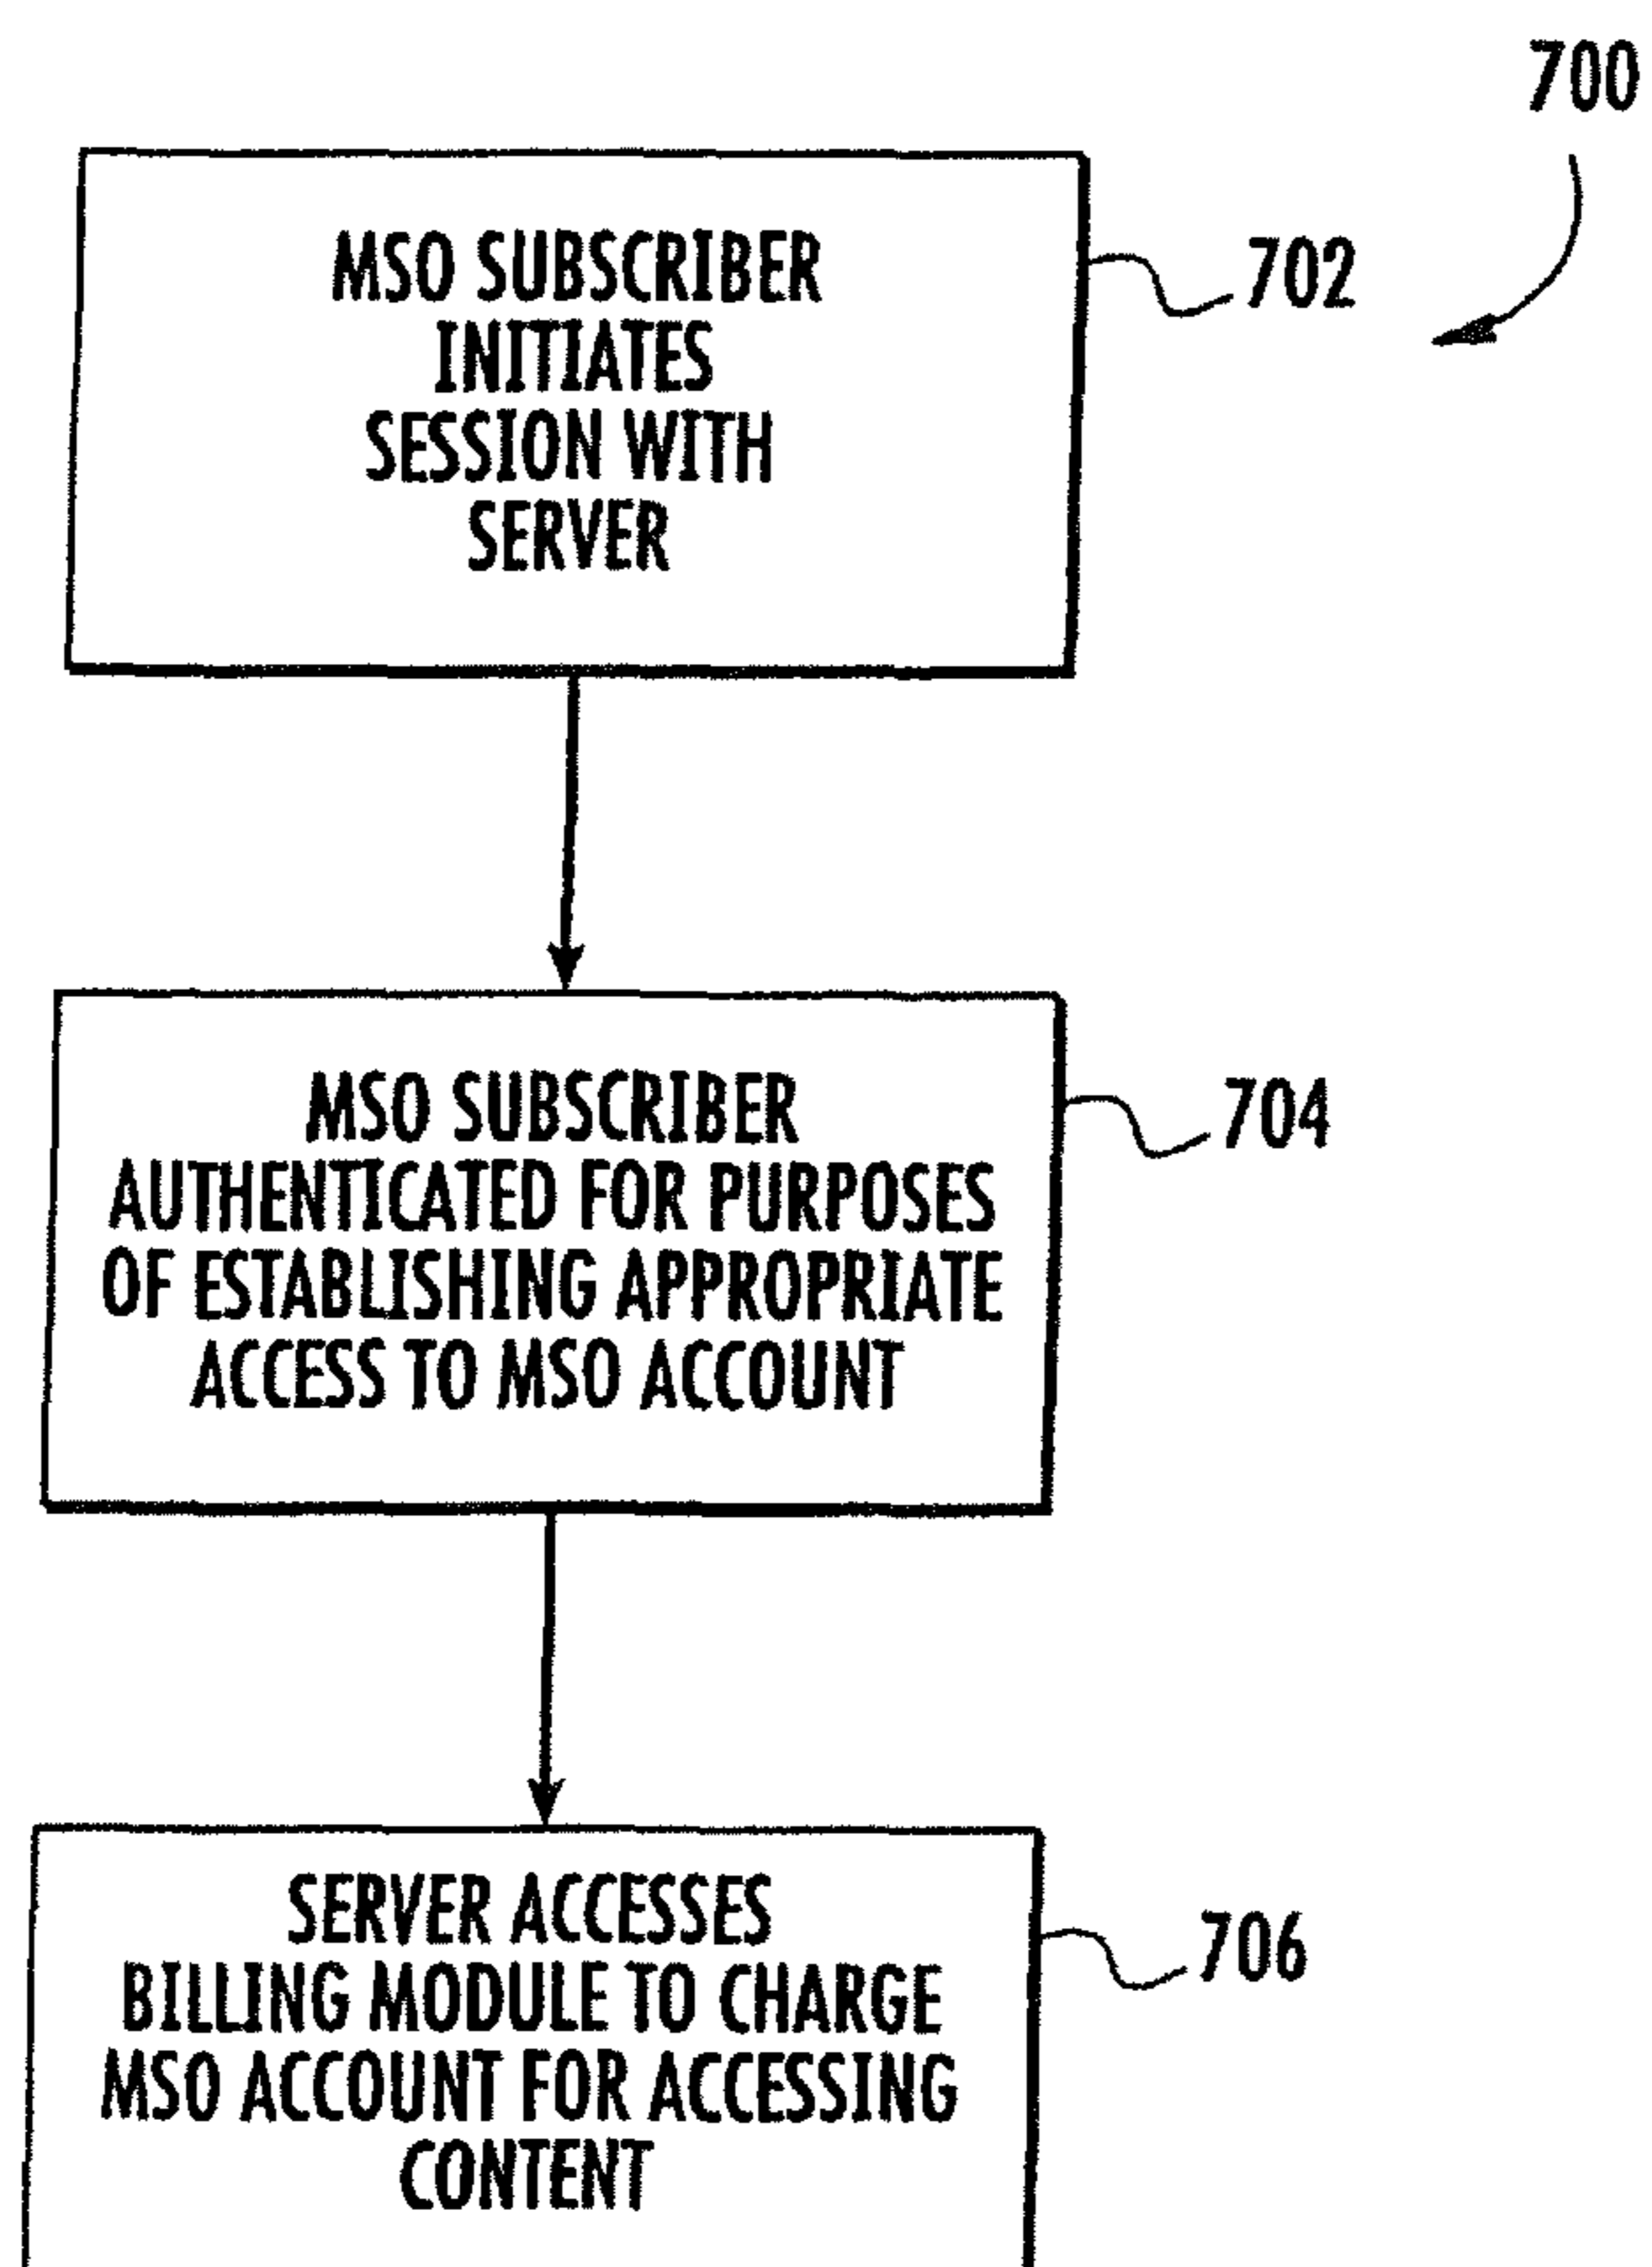 700
MSO SUBSCRIBER
INITIATES
SESSION WITH
SERVER
702
MSO SUBSCRIBER
AUTHENTICATED FOR PURPOSES
OF ESTABLISHING APPROPRIATE
ACCESS TO MSO ACCOUNT
704
SERVER ACCESSES
BILLING MODULE TO CHARGE
MSO ACCOUNT FOR ACCESSING
CONTENT
706